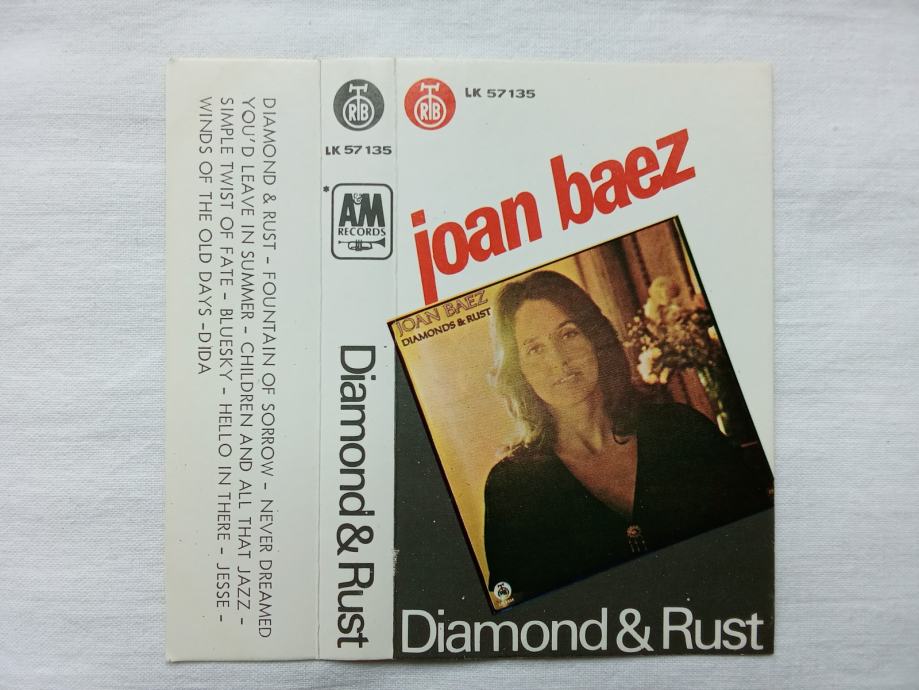 DIAMOND & RUST - FOUNTAIN OF SORROW - NEVER DREAMED
YOU'D LEAVE IN SUMMER - CHILDREN AND ALL THAT JAZZ -
SIMPLE TWIST OF FATE - BLUESKY - HELLO IN THERE - JESSE -
WINDS OF THE OLD DAYS -DIDA
RTB
LK 57135
*
A&M
RECORDS
Diamond & Rust
RTB
LK 57135
joan baez
JOAN BAEZ
DIAMONDS & RUST
Diamond & Rust